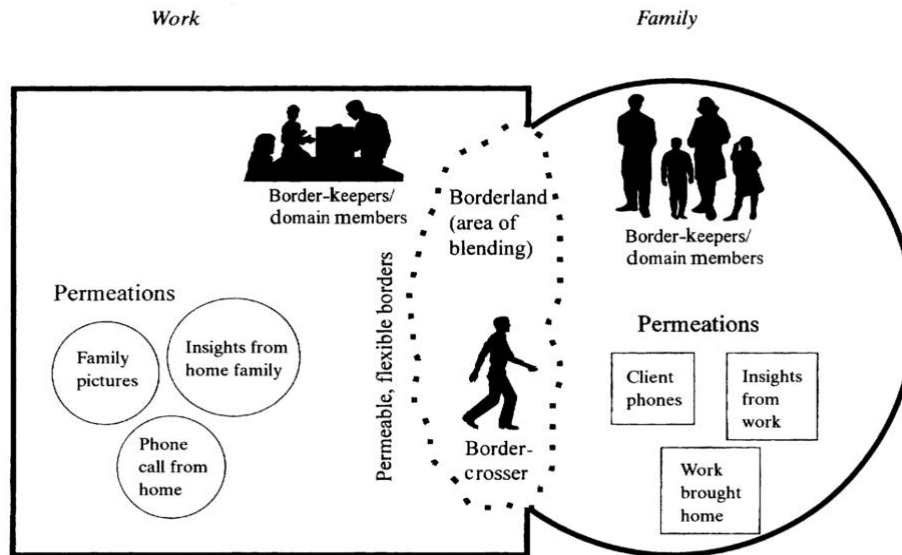 Work
Family
Border-keepers/
domain members
Borderland
(area of
blending)
Border-keepers/
domain members
Permeable, flexible borders
Permeations
Family
pictures
Insights from
home family
Phone
call from
home
Border-
crosser
Permeations
Client
phones
Insights
from
work
Work
brought
home